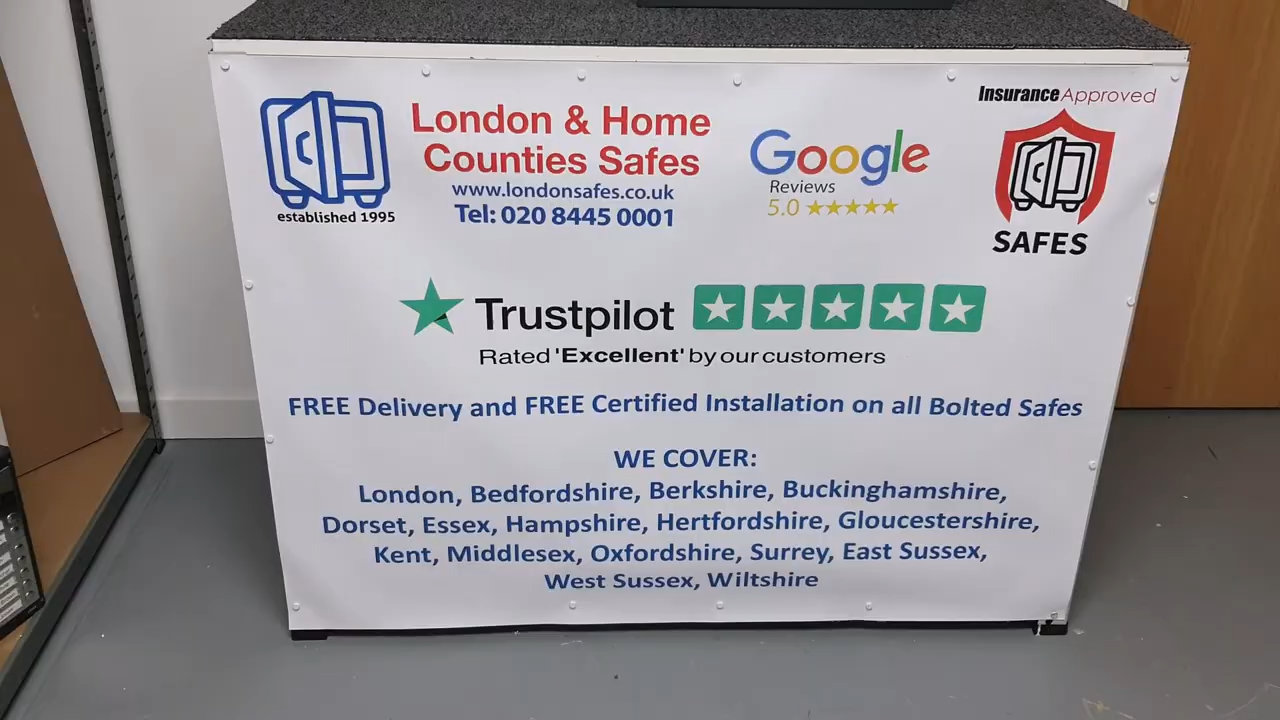 London & Home
Counties Safes
www.londonsafes.co.uk
Tel: 020 8445 0001
established 1995
Google
Reviews
5.0
InsuranceApproved
SAFES
Trustpilot
Rated 'Excellent' by our customers
FREE Delivery and FREE Certified Installation on all Bolted Safes
WE COVER:
London, Bedfordshire, Berkshire, Buckinghamshire,
Dorset, Essex, Hampshire, Hertfordshire, Gloucestershire,
Kent, Middlesex, Oxfordshire, Surrey, East Sussex,
West Sussex, Wiltshire